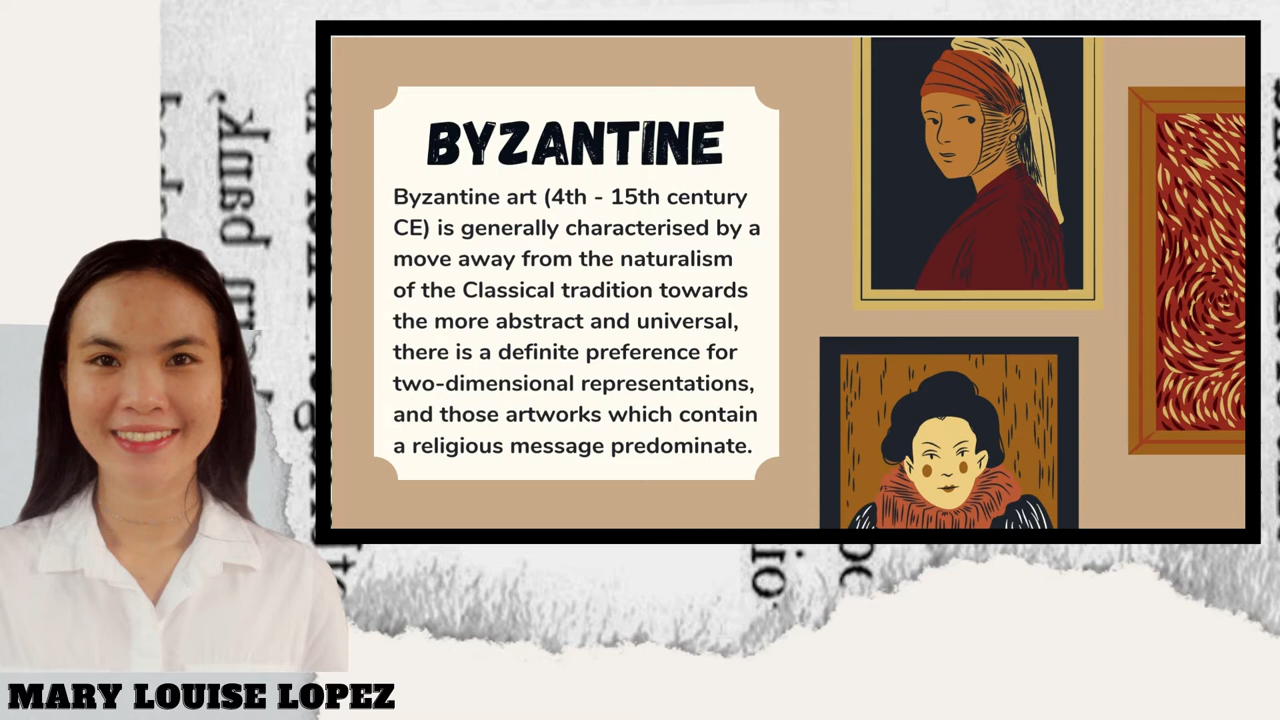 BYZANTINE
Byzantine art (4th - 15th century
CE) is generally characterised by a
move away from the naturalism
of the Classical tradition towards
the more abstract and universal,
there is a definite preference for
two-dimensional representations,
and those artworks which contain
a religious message predominate.
MARY LOUISE LOPEZ